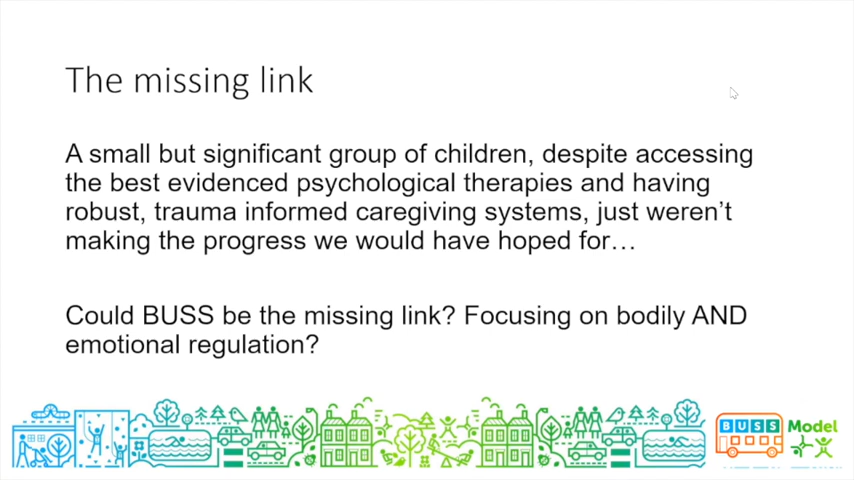 The missing link
A small but significant group of children, despite accessing
the best evidenced psychological therapies and having
robust, trauma informed caregiving systems, just weren’t
making the progress we would have hoped for…
Could BUSS be the missing link? Focusing on bodily AND
emotional regulation?
BUSS Model